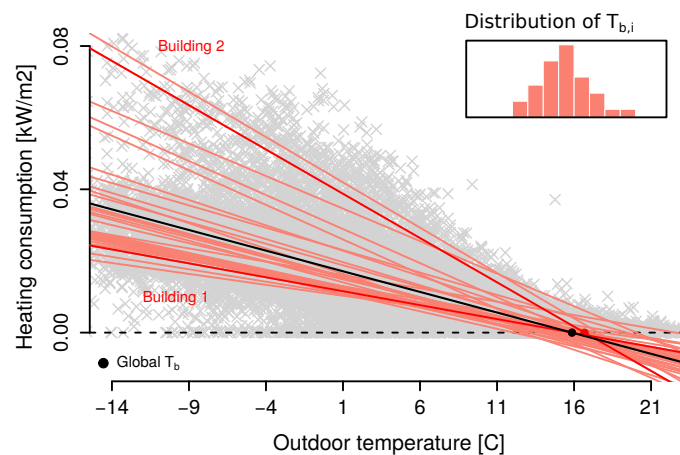 Distribution of T_b,i
Building 2
Building 1
Global T_b
Heating consumption [kW/m2]
0.08
0.04
0.00
−14 −9 −4 1 6 11 16 21
Outdoor temperature [C]